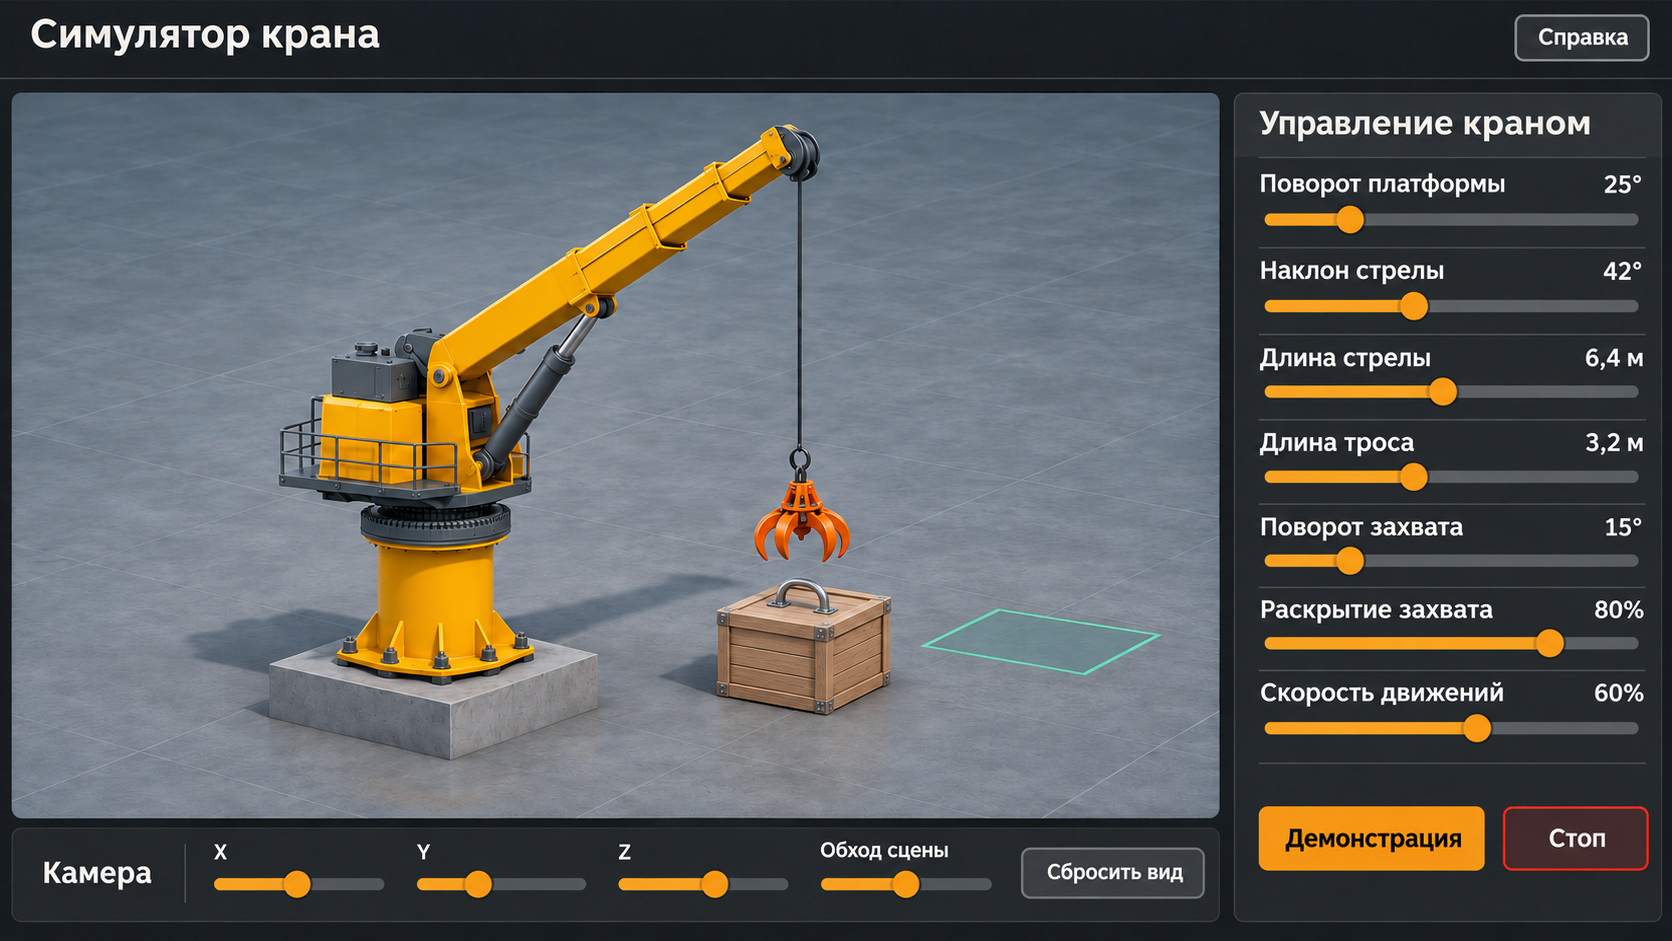 Симулятор крана
Справка
Управление краном
Поворот платформы 25°
Наклон стрелы 42°
Длина стрелы 6,4 м
Длина троса 3,2 м
Поворот захвата 15°
Раскрытие захвата 80%
Скорость движений 60%
Демонстрация Стоп
Камера X Y Z Обход сцены Сбросить вид